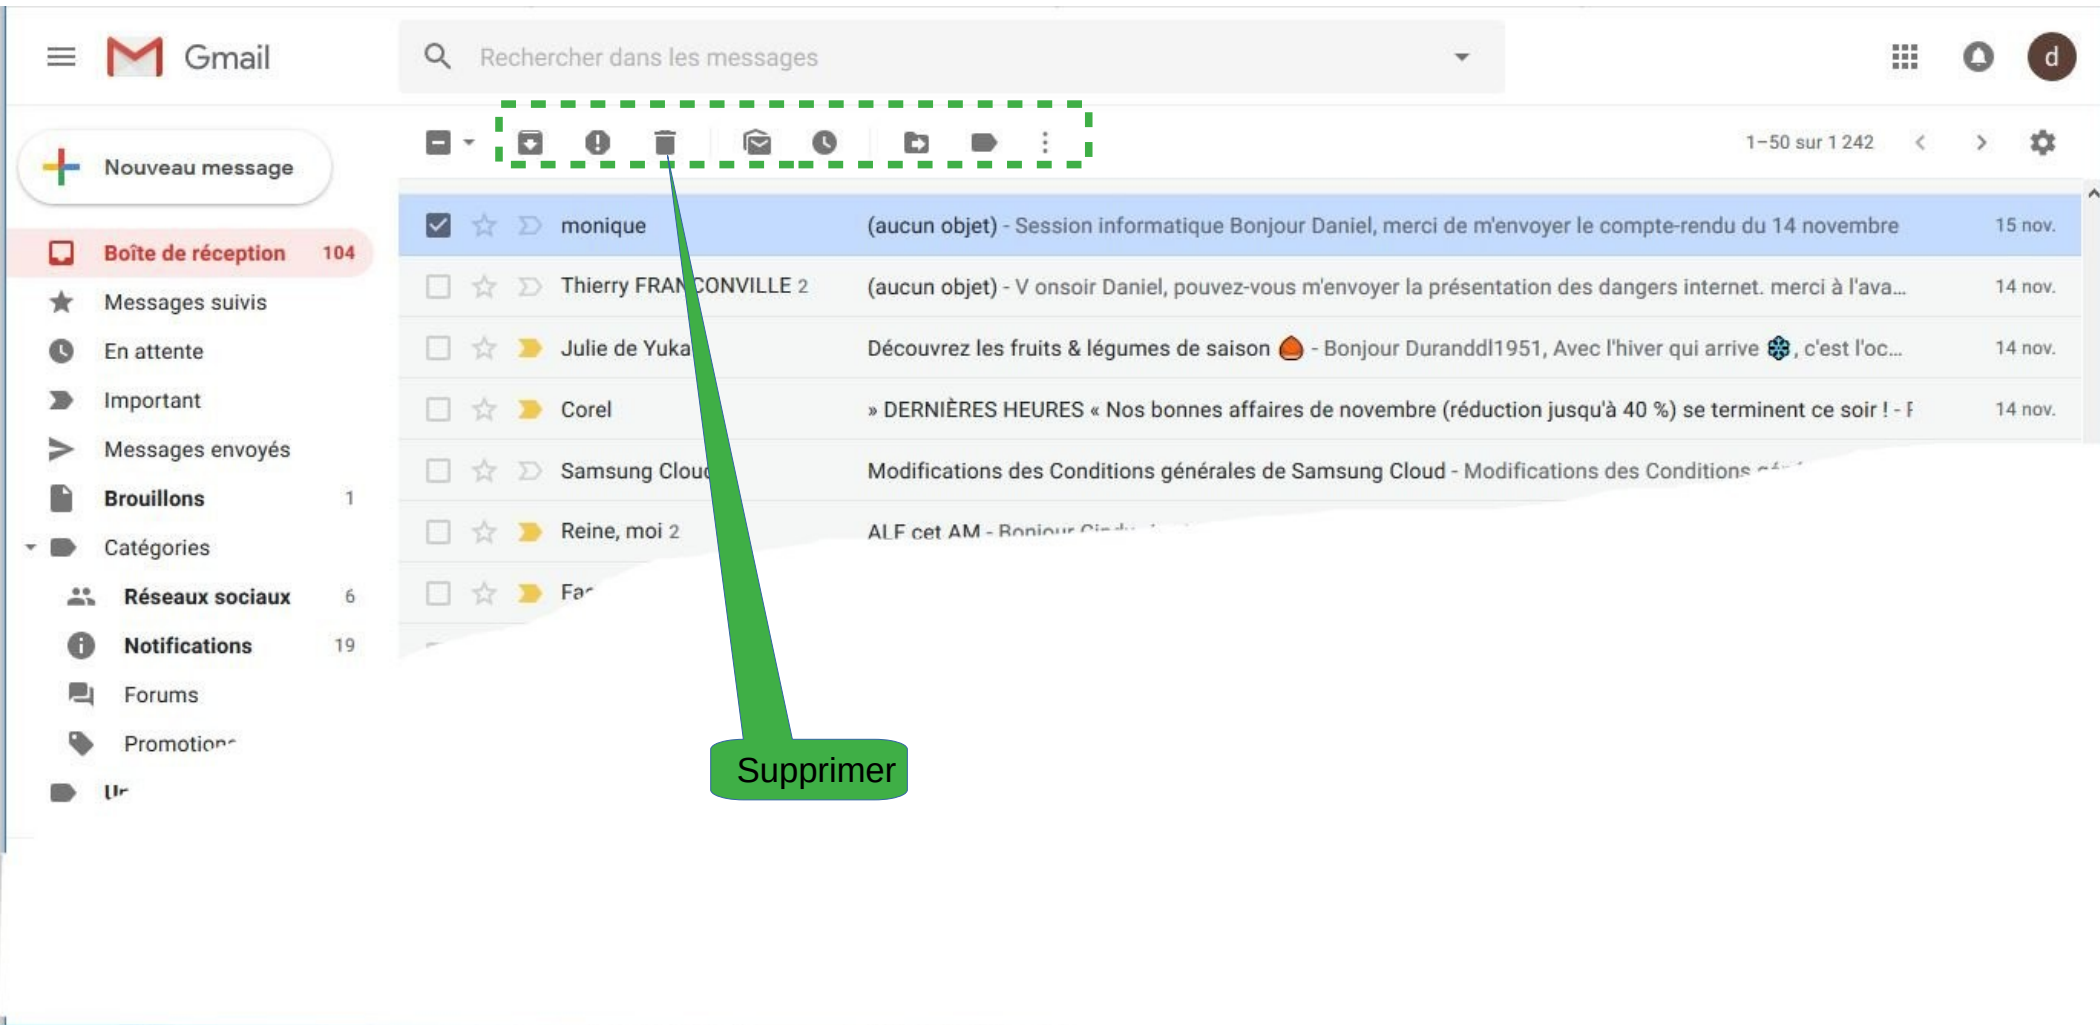 Gmail
Rechercher dans les messages
d
1–50 sur 1 242
Nouveau message
Boîte de réception 104
Messages suivis
En attente
Important
Messages envoyés
Brouillons 1
Catégories
Réseaux sociaux 6
Notifications 19
Forums
monique (aucun objet) - Session informatique Bonjour Daniel, merci de m'envoyer le compte-rendu du 14 novembre 15 nov.
Thierry FRANCONVILLE 2 (aucun objet) - V onsoir Daniel, pouvez-vous m'envoyer la présentation des dangers internet. merci à l'ava... 14 nov.
Julie de Yuka Découvrez les fruits & légumes de saison - Bonjour Duranddl1951, Avec l'hiver qui arrive , c'est l'oc... 14 nov.
Corel » DERNIÈRES HEURES « Nos bonnes affaires de novembre (réduction jusqu'à 40 %) se terminent ce soir ! - 14 nov.
Samsung Cloud Modifications des Conditions générales de Samsung Cloud - Modifications des Conditions
Reine, moi 2 ALF cet AM - Bonjour
Supprimer